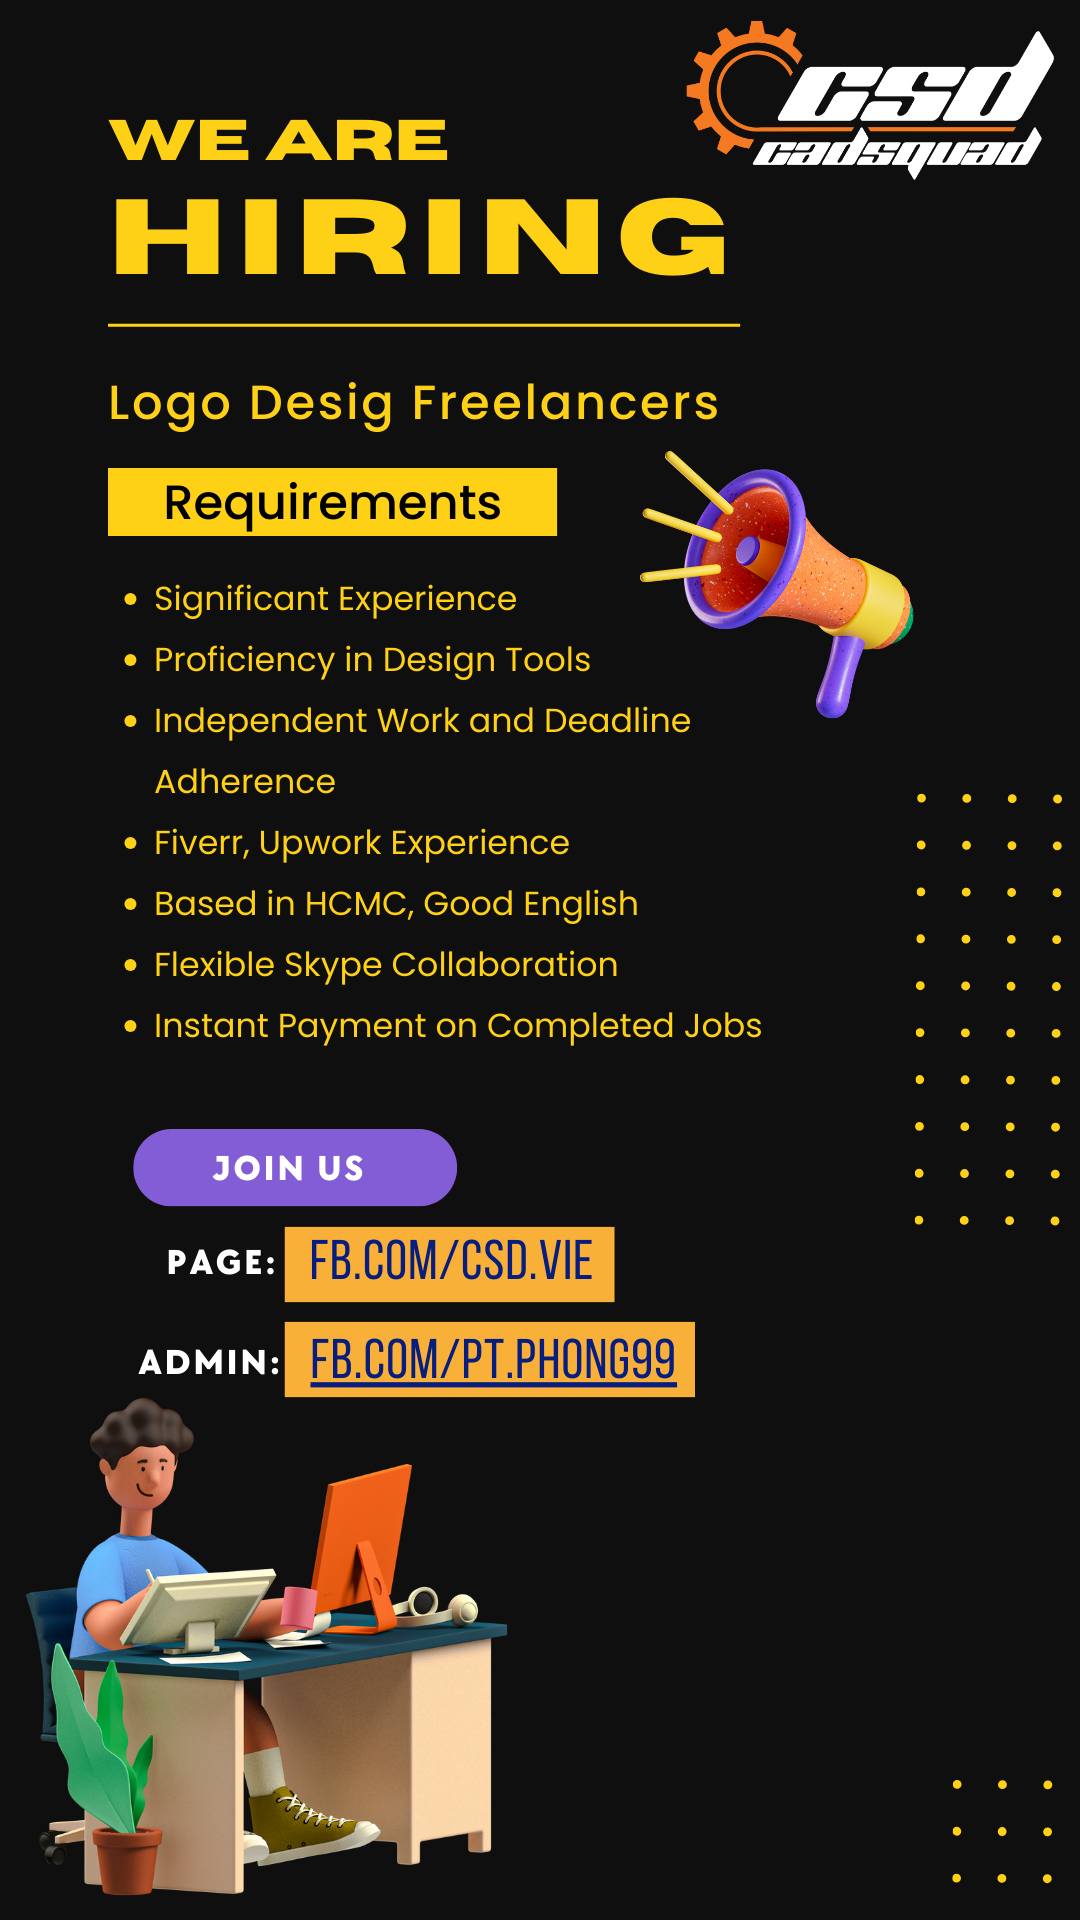 csd
cadsquad
WE ARE
HIRING
Logo Desig Freelancers
Requirements
• Significant Experience
• Proficiency in Design Tools
• Independent Work and Deadline
Adherence
• Fiverr, Upwork Experience
• Based in HCMC, Good English
• Flexible Skype Collaboration
• Instant Payment on Completed Jobs
JOIN US
PAGE: FB.COM/CSD.VIE
ADMIN: FB.COM/PT.PHONG99